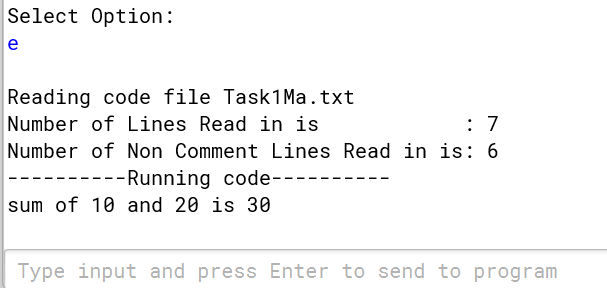 Select Option:
e
Reading code file Task1Ma.txt
Number of Lines Read in is            : 7
Number of Non Comment Lines Read in is: 6
----------Running code----------
sum of 10 and 20 is 30
Type input and press Enter to send to program